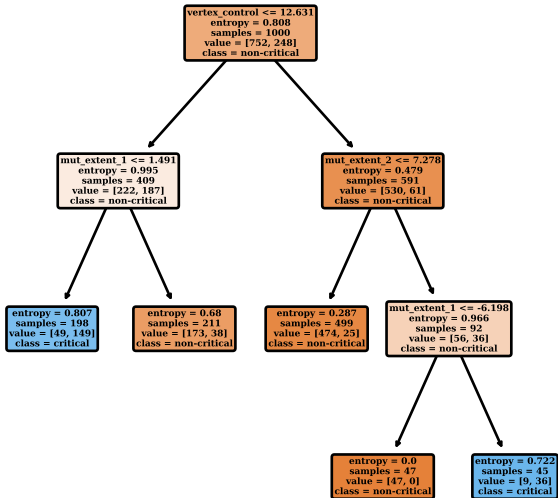 vertex_control <= 12.631
entropy = 0.808
samples = 1000
value = [752, 248]
class = non-critical
mut_extent_1 <= 1.491
entropy = 0.995
samples = 409
value = [222, 187]
class = non-critical
mut_extent_2 <= 7.278
entropy = 0.479
samples = 591
value = [530, 61]
class = non-critical
entropy = 0.807
samples = 198
value = [49, 149]
class = critical
entropy = 0.68
samples = 211
value = [173, 38]
class = non-critical
entropy = 0.287
samples = 499
value = [474, 25]
class = non-critical
mut_extent_1 <= -6.198
entropy = 0.966
samples = 92
value = [56, 36]
class = non-critical
entropy = 0.0
samples = 47
value = [47, 0]
class = non-critical
entropy = 0.722
samples = 45
value = [9, 36]
class = critical